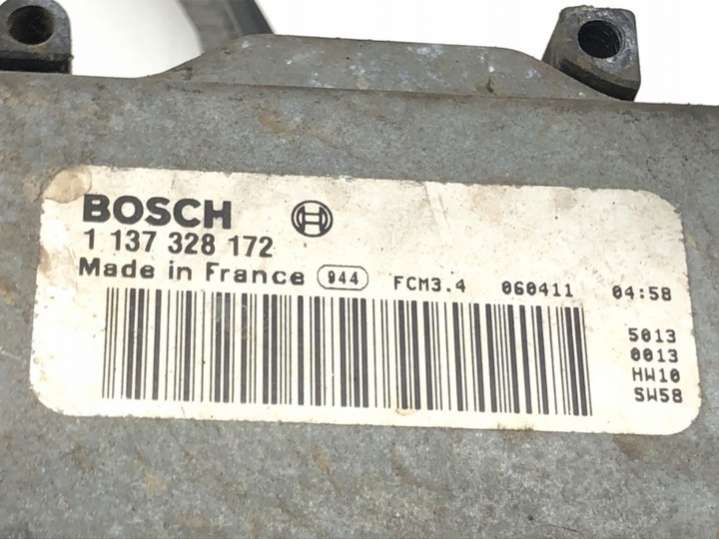 BOSCH
1 137 328 172
Made in France 944 FCM3.4 060411 04:58
5013
0013
HW10
SW58